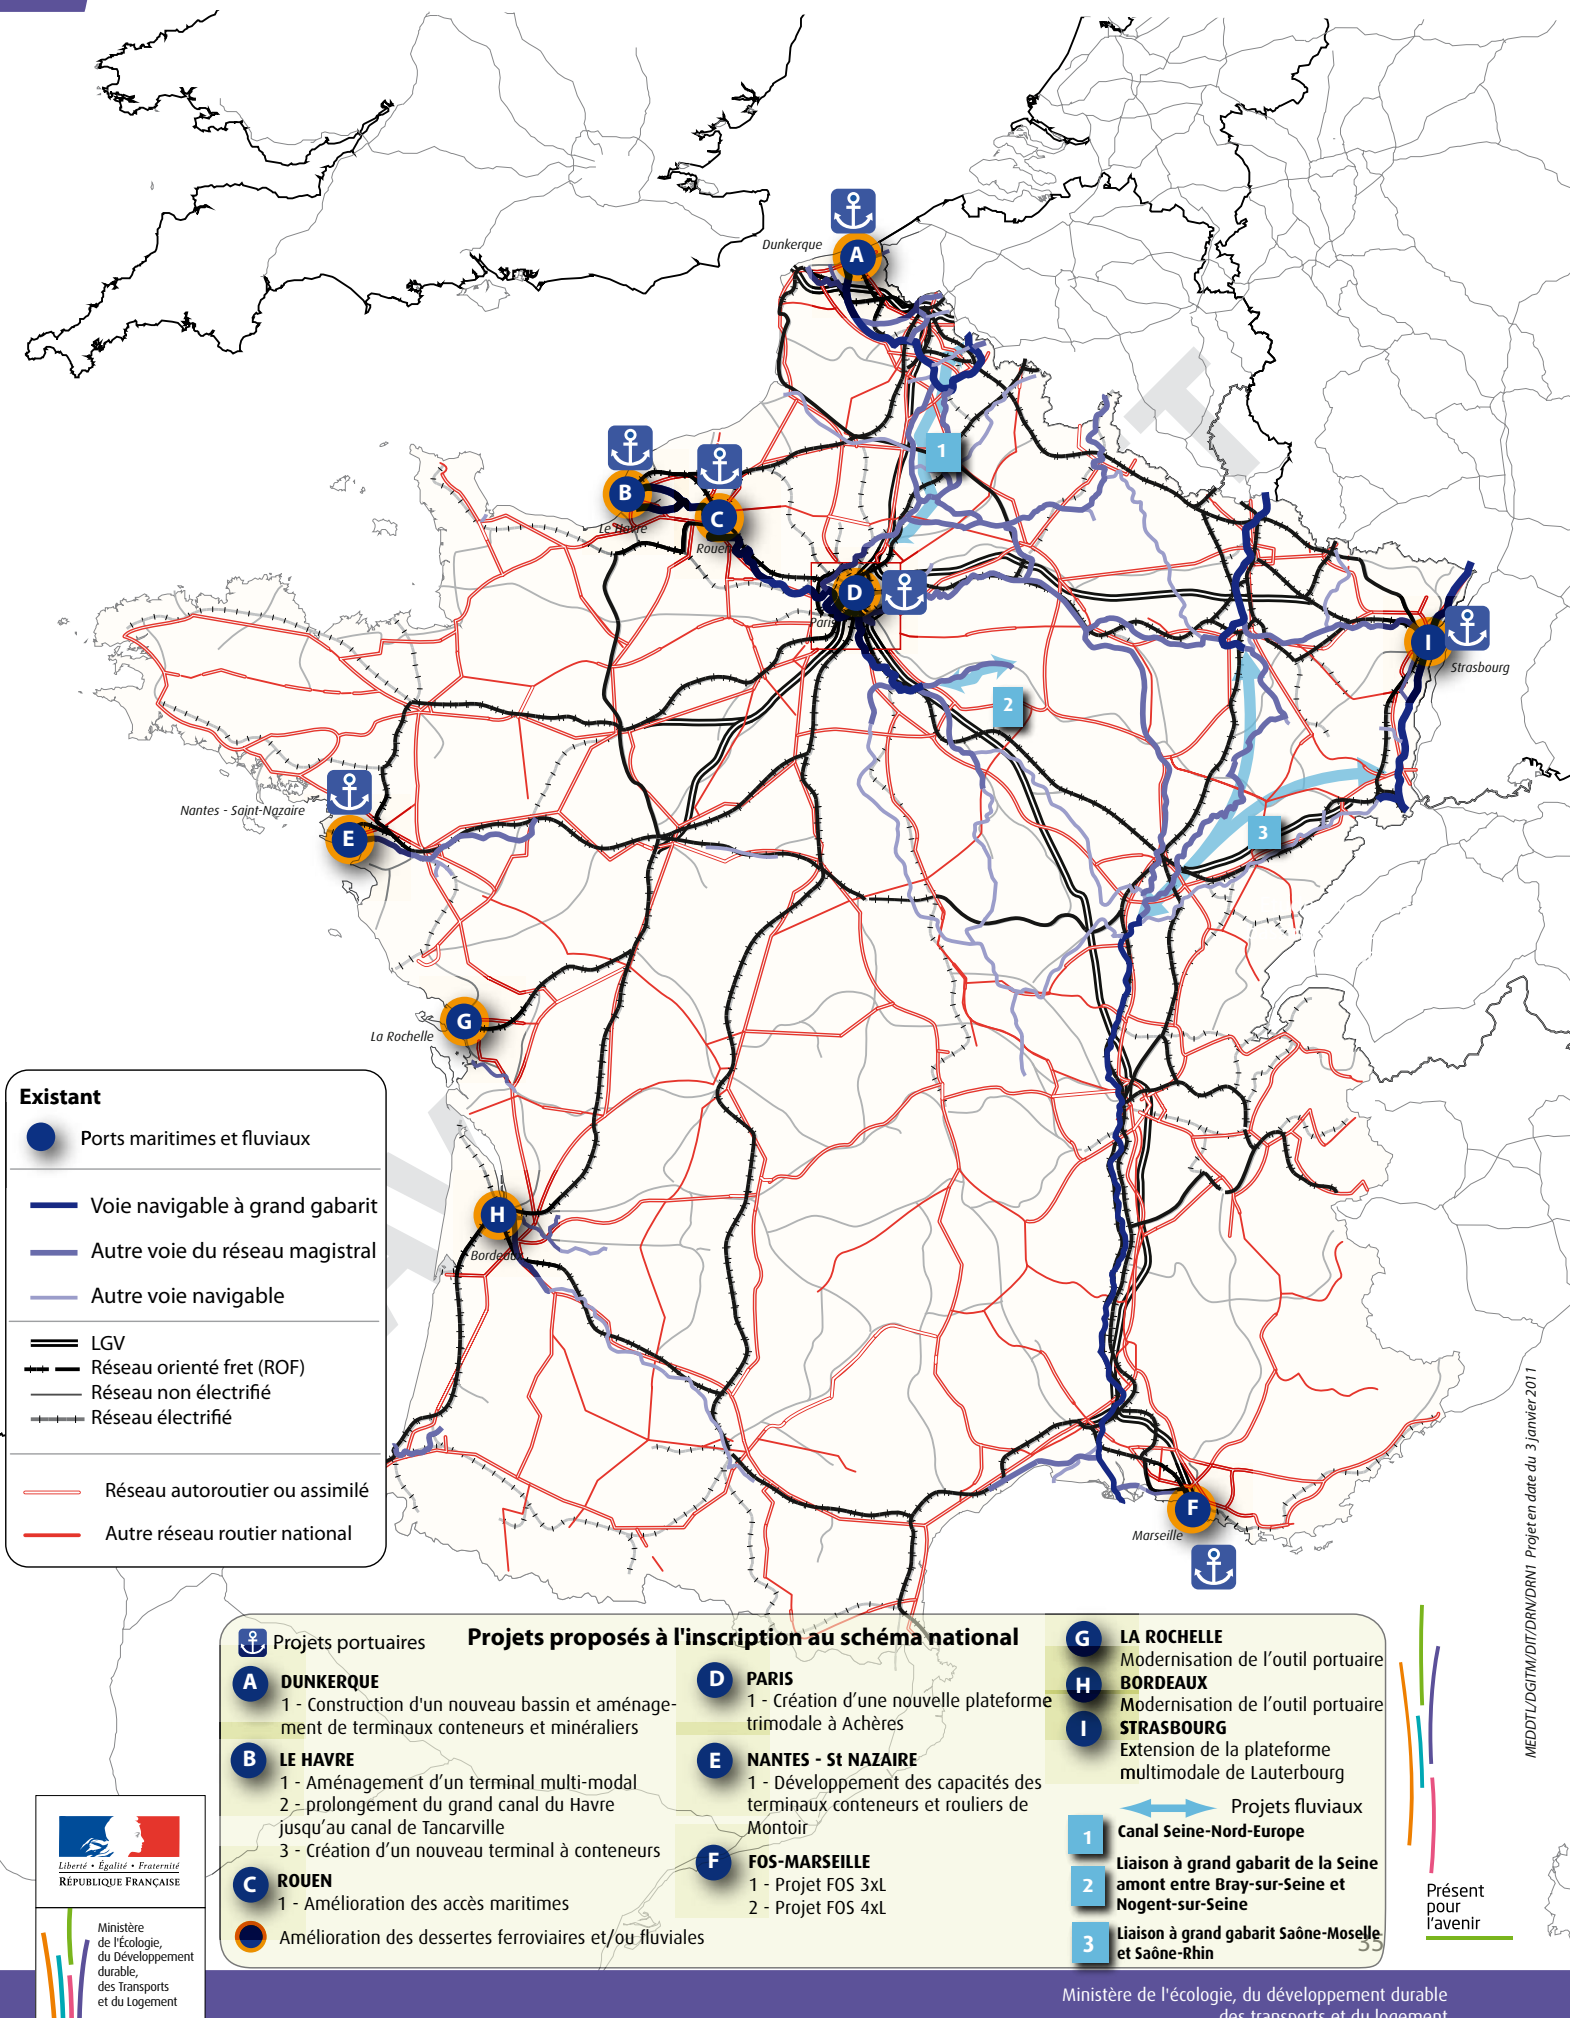 Dunkerque
A
1
B
C
Le Havre
Rouen
D
Paris
I
Strasbourg
2
Nantes - Saint-Nazaire
E
3
G
La Rochelle
H
Bordeaux
F
Marseille
Existant
Ports maritimes et fluviaux
Voie navigable à grand gabarit
Autre voie du réseau magistral
Autre voie navigable
LGV
Réseau orienté fret (ROF)
Réseau non électrifié
Réseau électrifié
Réseau autoroutier ou assimilé
Autre réseau routier national
MEDDTL/DGITM/DIT/DRN/DRN1 Projet en date du 3 janvier 2011
Projets portuaires
Projets proposés à l'inscription au schéma national
A DUNKERQUE
1 - Construction d'un nouveau bassin et aménage-
ment de terminaux conteneurs et minéraliers
B LE HAVRE
1 - Aménagement d’un terminal multi-modal
2 - prolongement du grand canal du Havre
jusqu’au canal de Tancarville
3 - Création d’un nouveau terminal à conteneurs
C ROUEN
1 - Amélioration des accès maritimes
Amélioration des dessertes ferroviaires et/ou fluviales
D PARIS
1 - Création d’une nouvelle plateforme
trimodale à Achères
E NANTES - St NAZAIRE
1 - Développement des capacités des
terminaux conteneurs et rouliers de
Montoir
F FOS-MARSEILLE
1 - Projet FOS 3xL
2 - Projet FOS 4xL
G LA ROCHELLE
Modernisation de l’outil portuaire
H BORDEAUX
Modernisation de l’outil portuaire
I STRASBOURG
Extension de la plateforme
multimodale de Lauterbourg
Projets fluviaux
1 Canal Seine-Nord-Europe
2 Liaison à grand gabarit de la Seine
amont entre Bray-sur-Seine et
Nogent-sur-Seine
3 Liaison à grand gabarit Saône-Moselle
et Saône-Rhin
35
Liberté • Égalité • Fraternité
RÉPUBLIQUE FRANÇAISE
Ministère
de l'Écologie,
du Développement
durable,
des Transports
et du Logement
Présent
pour
l’avenir
Ministère de l'écologie, du développement durable
des transports et du logement